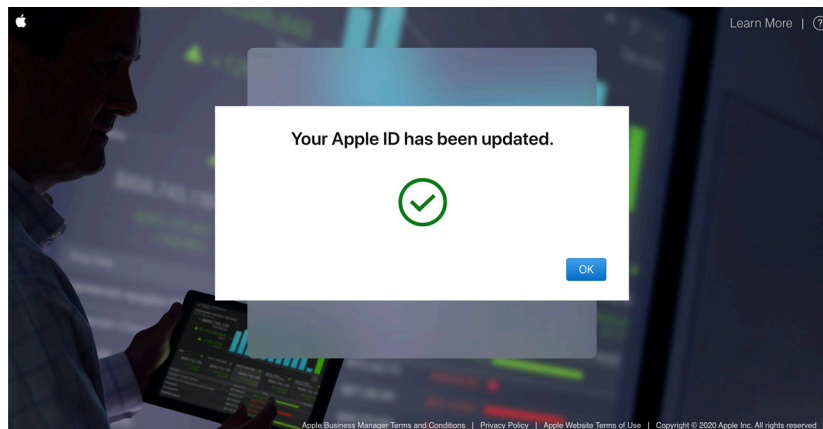 Learn More | ?
Your Apple ID has been updated.
OK
Apple Business Manager Terms and Conditions | Privacy Policy | Apple Website Terms of Use | Copyright © 2020 Apple Inc. All rights reserved